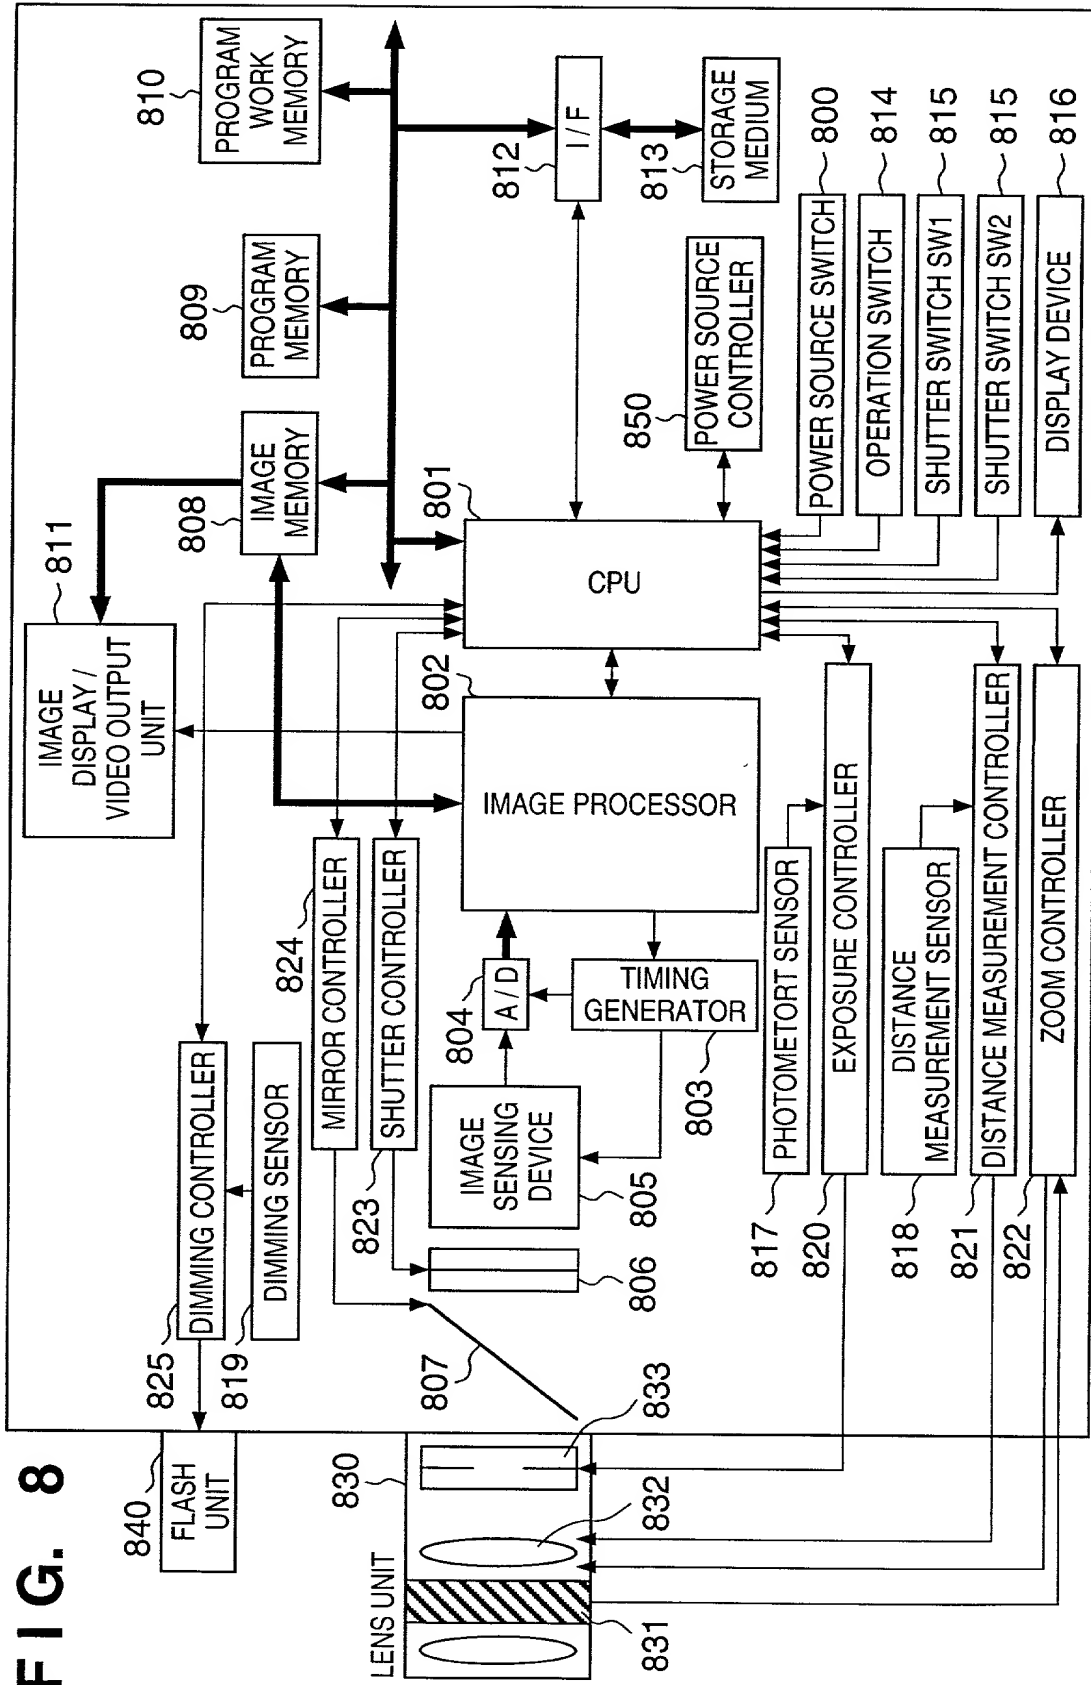 FIG. 8
840
FLASH
UNIT
825
DIMMING CONTROLLER
819
DIMMING SENSOR
811
IMAGE
DISPLAY /
VIDEO OUTPUT
UNIT
808
IMAGE
MEMORY
809
PROGRAM
MEMORY
810
PROGRAM
WORK
MEMORY
824
MIRROR CONTROLLER
823
SHUTTER CONTROLLER
LENS UNIT
830
807
806
805
IMAGE
SENSING
DEVICE
804
A / D
803
TIMING
GENERATOR
802
IMAGE PROCESSOR
801
CPU
812
I / F
813
STORAGE
MEDIUM
850
POWER SOURCE
CONTROLLER
831
832
833
817
PHOTOMETORT SENSOR
820
EXPOSURE CONTROLLER
818
DISTANCE
MEASUREMENT SENSOR
821
DISTANCE MEASUREMENT CONTROLLER
822
ZOOM CONTROLLER
POWER SOURCE SWITCH
800
OPERATION SWITCH
814
SHUTTER SWITCH SW1
815
SHUTTER SWITCH SW2
815
DISPLAY DEVICE
816